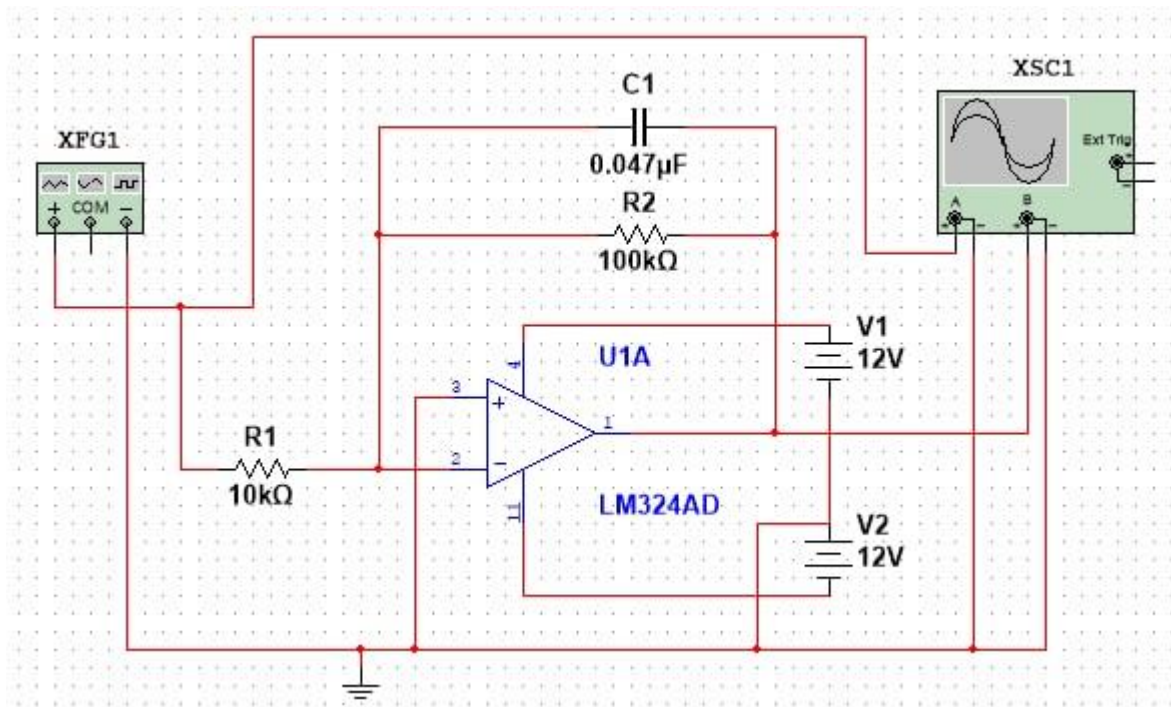 XSC1
C1
XFG1
Ext Trig
0.047µF
+ COM −
A B
R2
+ − + −
100kΩ
V1
U1A
12V
4
3
+
1
R1
2
−
10kΩ
LM324AD
11
V2
12V